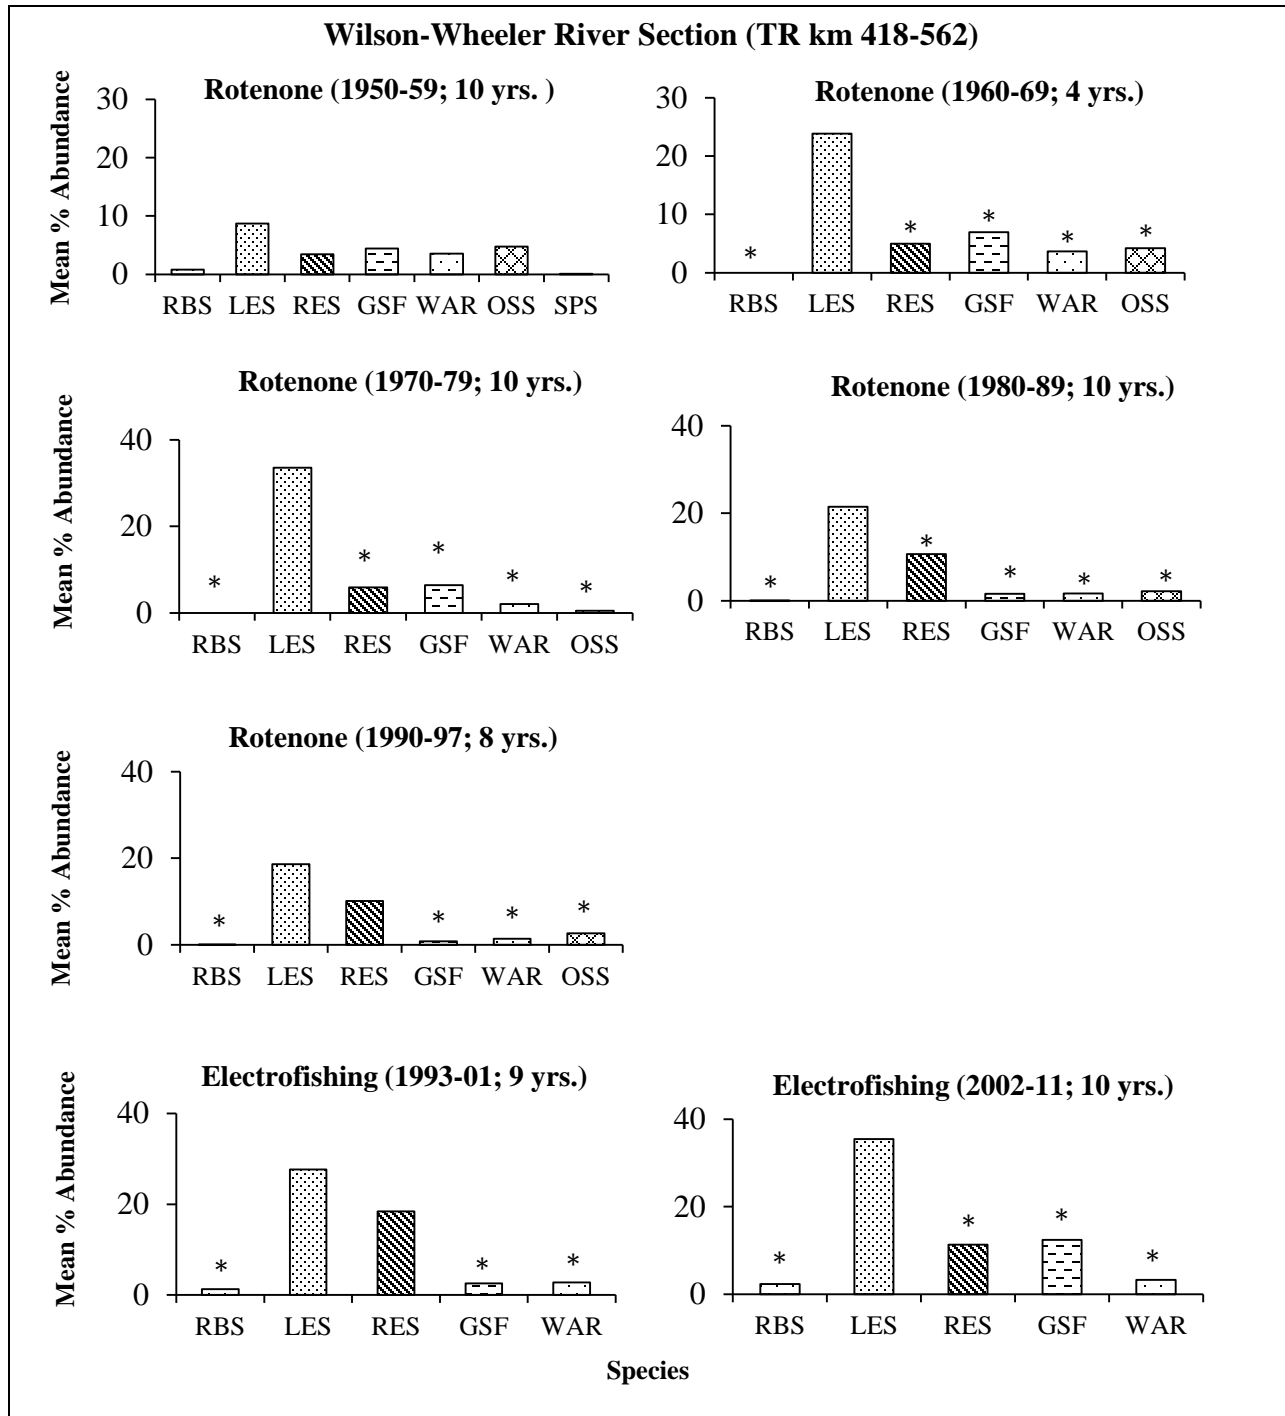 Wilson-Wheeler River Section (TR km 418-562)
Rotenone (1950-59; 10 yrs. )
Mean % Abundance
30
20
10
0
RBS LES RES GSF WAR OSS SPS
Rotenone (1960-69; 4 yrs.)
30
20
10
0
* * * * *
RBS LES RES GSF WAR OSS
Rotenone (1970-79; 10 yrs.)
Mean % Abundance
40
20
0
* * * * *
RBS LES RES GSF WAR OSS
Rotenone (1980-89; 10 yrs.)
40
20
0
* * * * *
RBS LES RES GSF WAR OSS
Rotenone (1990-97; 8 yrs.)
Mean % Abundance
40
20
0
* * * *
RBS LES RES GSF WAR OSS
Electrofishing (1993-01; 9 yrs.)
Mean % Abundance
40
20
0
* * *
RBS LES RES GSF WAR
Electrofishing (2002-11; 10 yrs.)
40
20
0
* * * *
RBS LES RES GSF WAR
Species